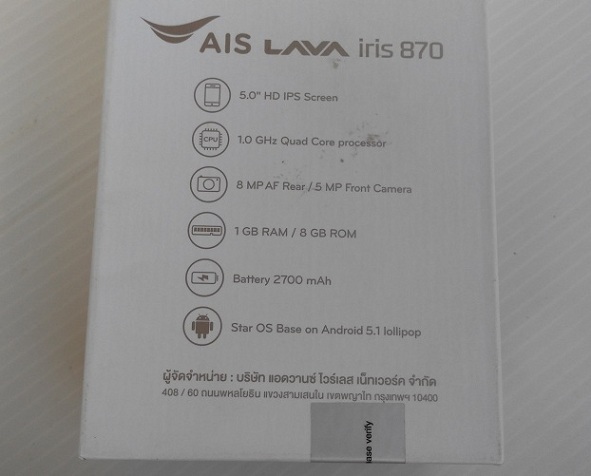 AIS LAVA iris 870
5.0" HD IPS Screen
CPU
1.0 GHz Quad Core processor
8 MP AF Rear / 5 MP Front Camera
1 GB RAM / 8 GB ROM
Battery 2700 mAh
Star OS Base on Android 5.1 lollipop
ผู้จัดจำหน่าย : บริษัท แอดวานซ์ ไวร์เลส เน็ทเวอร์ค จำกัด
408 / 60 ถนนพหลโยธิน แขวงสามเสนใน เขตพญาไท กรุงเทพฯ 10400
ase verify